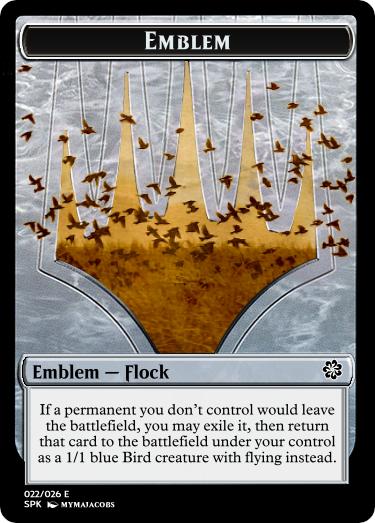 EMBLEM
Emblem — Flock
If a permanent you don't control would leave
the battlefield, you may exile it, then return
that card to the battlefield under your control
as a 1/1 blue Bird creature with flying instead.
022/026 E
SPK MYMAJACOBS